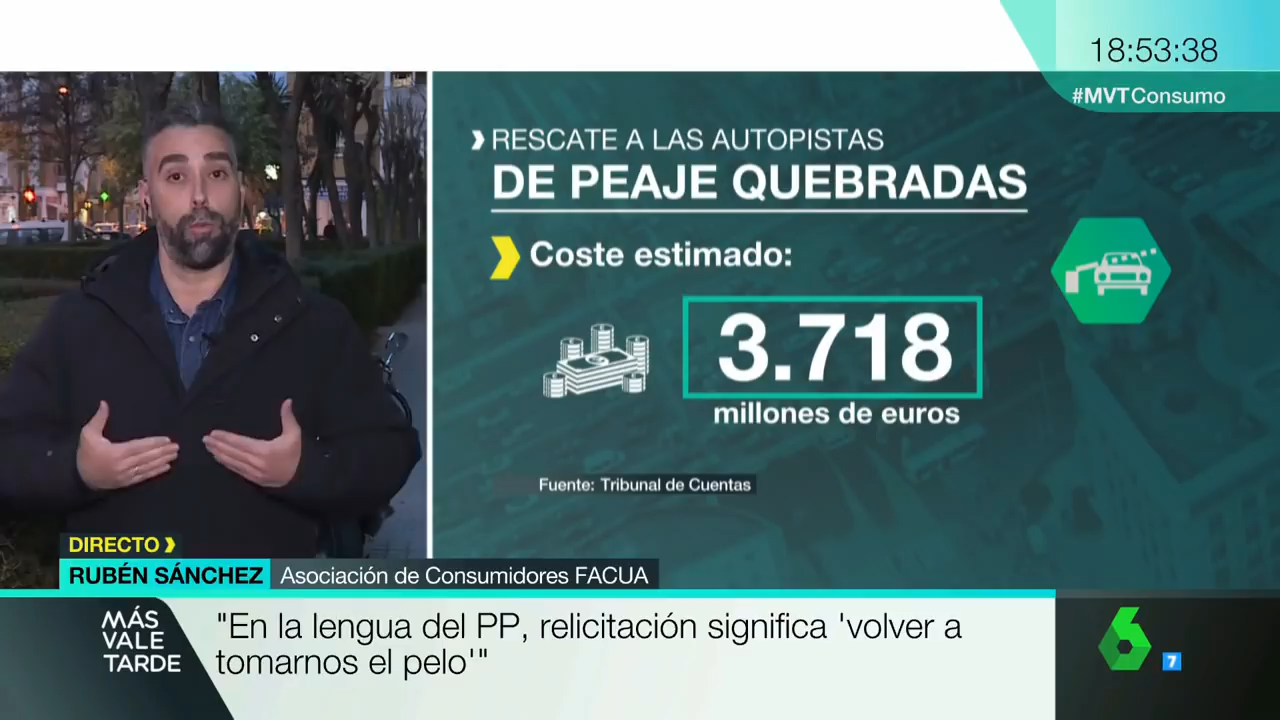 18:53:38
#MVTConsumo
RESCATE A LAS AUTOPISTAS
DE PEAJE QUEBRADAS
Coste estimado:
3.718
millones de euros
Fuente: Tribunal de Cuentas
DIRECTO
RUBÉN SÁNCHEZ Asociación de Consumidores FACUA
MÁS
VALE
TARDE
"En la lengua del PP, relicitación significa 'volver a
tomarnos el pelo'"
6
7